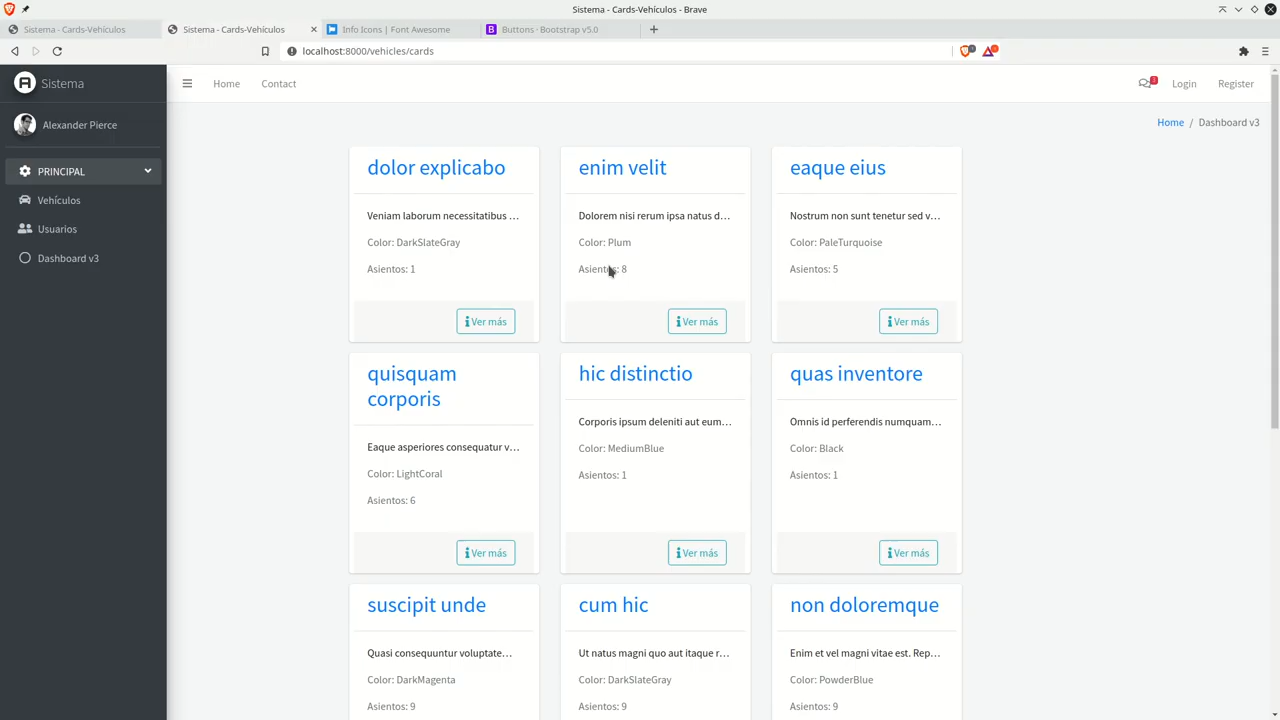 Sistema - Cards-Vehículos - Brave
Sistema - Cards-Vehículos
Sistema - Cards-Vehículos
Info Icons | Font Awesome
Buttons · Bootstrap v5.0
localhost:8000/vehicles/cards
Sistema
Home
Contact
Login
Register
Alexander Pierce
Home / Dashboard v3
PRINCIPAL
Vehículos
Usuarios
Dashboard v3
dolor explicabo
Veniam laborum necessitatibus …
Color: DarkSlateGray
Asientos: 1
Ver más
enim velit
Dolorem nisi rerum ipsa natus d…
Color: Plum
Asientos: 8
Ver más
eaque eius
Nostrum non sunt tenetur sed v…
Color: PaleTurquoise
Asientos: 5
Ver más
quisquam
corporis
Eaque asperiores consequatur v…
Color: LightCoral
Asientos: 6
Ver más
hic distinctio
Corporis ipsum deleniti aut eum…
Color: MediumBlue
Asientos: 1
Ver más
quas inventore
Omnis id perferendis numquam…
Color: Black
Asientos: 1
Ver más
suscipit unde
Quasi consequuntur voluptate…
Color: DarkMagenta
Asientos: 9
cum hic
Ut natus magni quo aut itaque r…
Color: DarkSlateGray
Asientos: 9
non doloremque
Enim et vel magni vitae est. Rep…
Color: PowderBlue
Asientos: 9